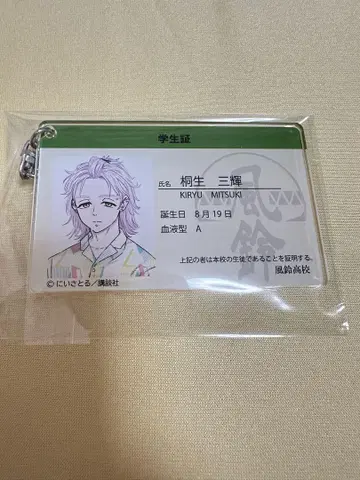 学生証
氏名 桐生 三輝
KIRYU MITSUKI
誕生日 8月19日
血液型 A
風鈴
上記の者は本校の生徒であることを証明する。
風鈴高校
© にいさとる／講談社